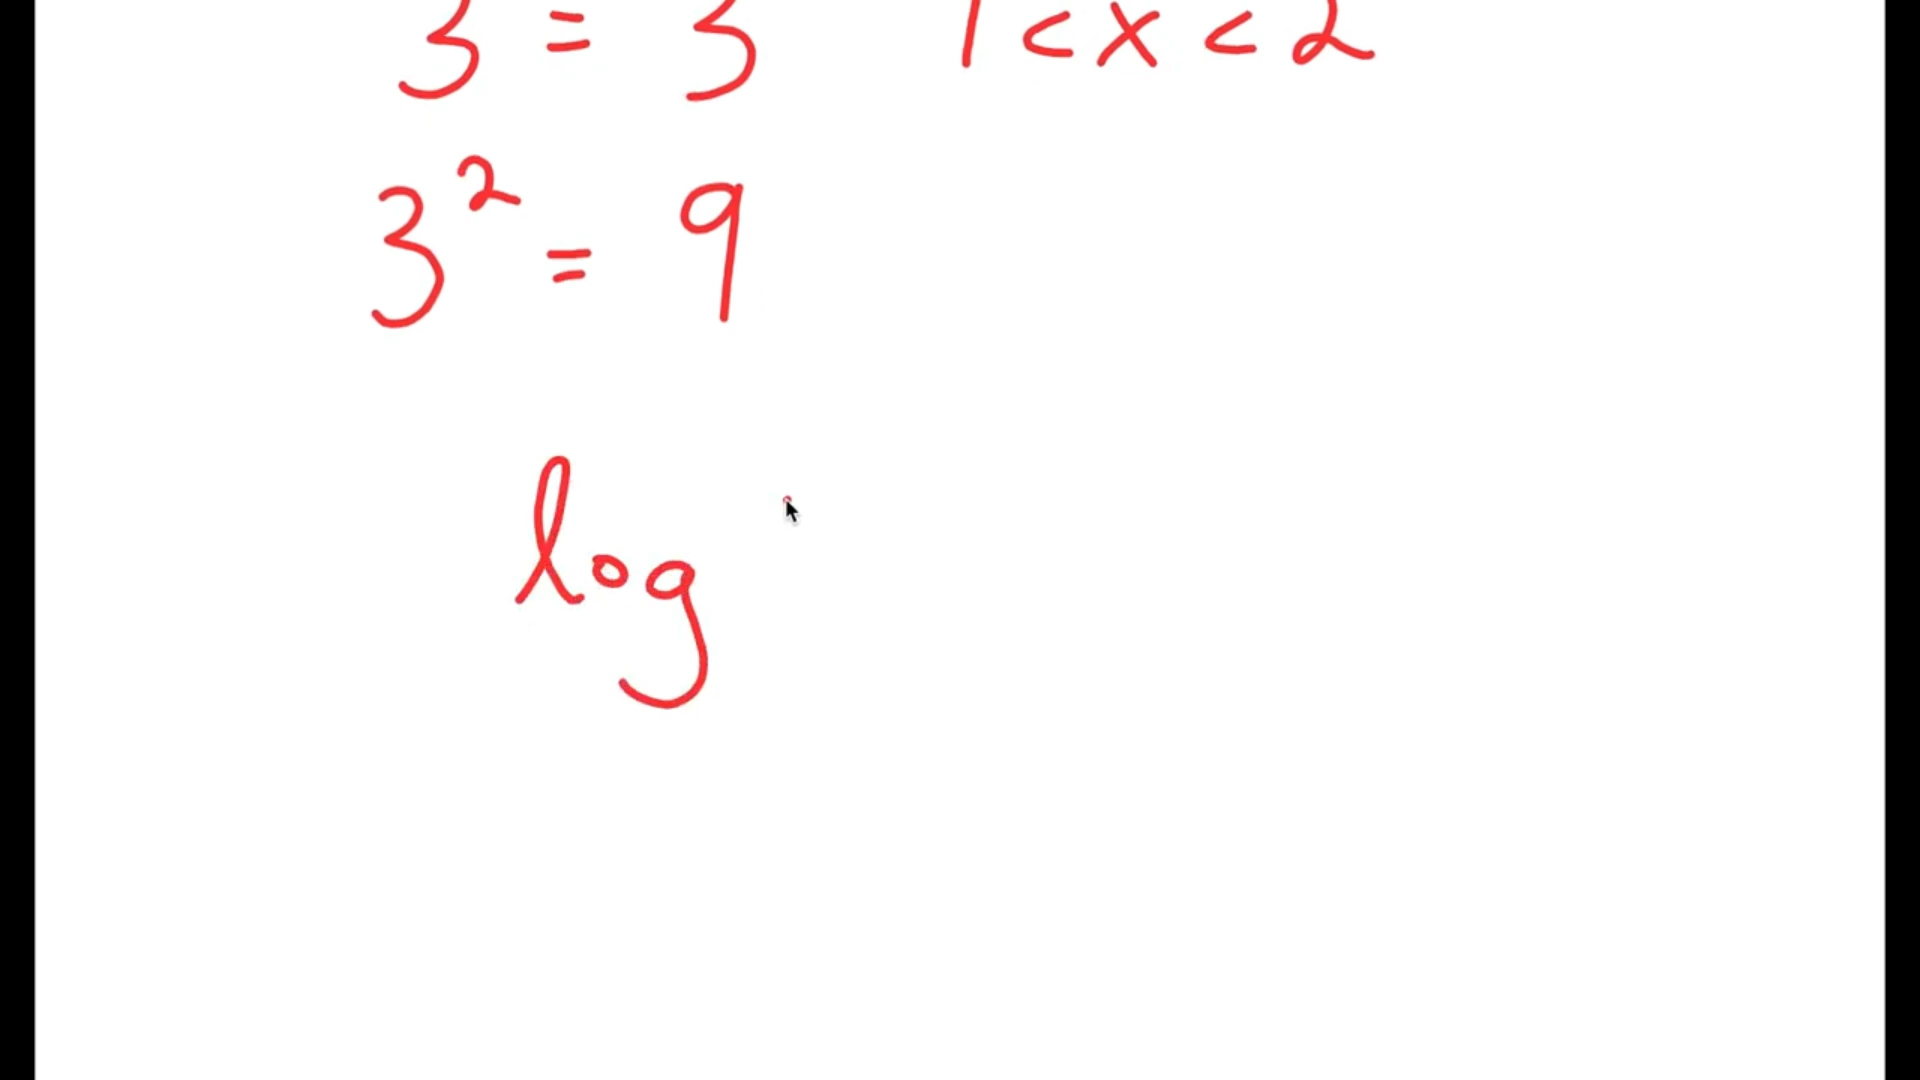 3 = 3 1 < x < 2
3² = 9
log